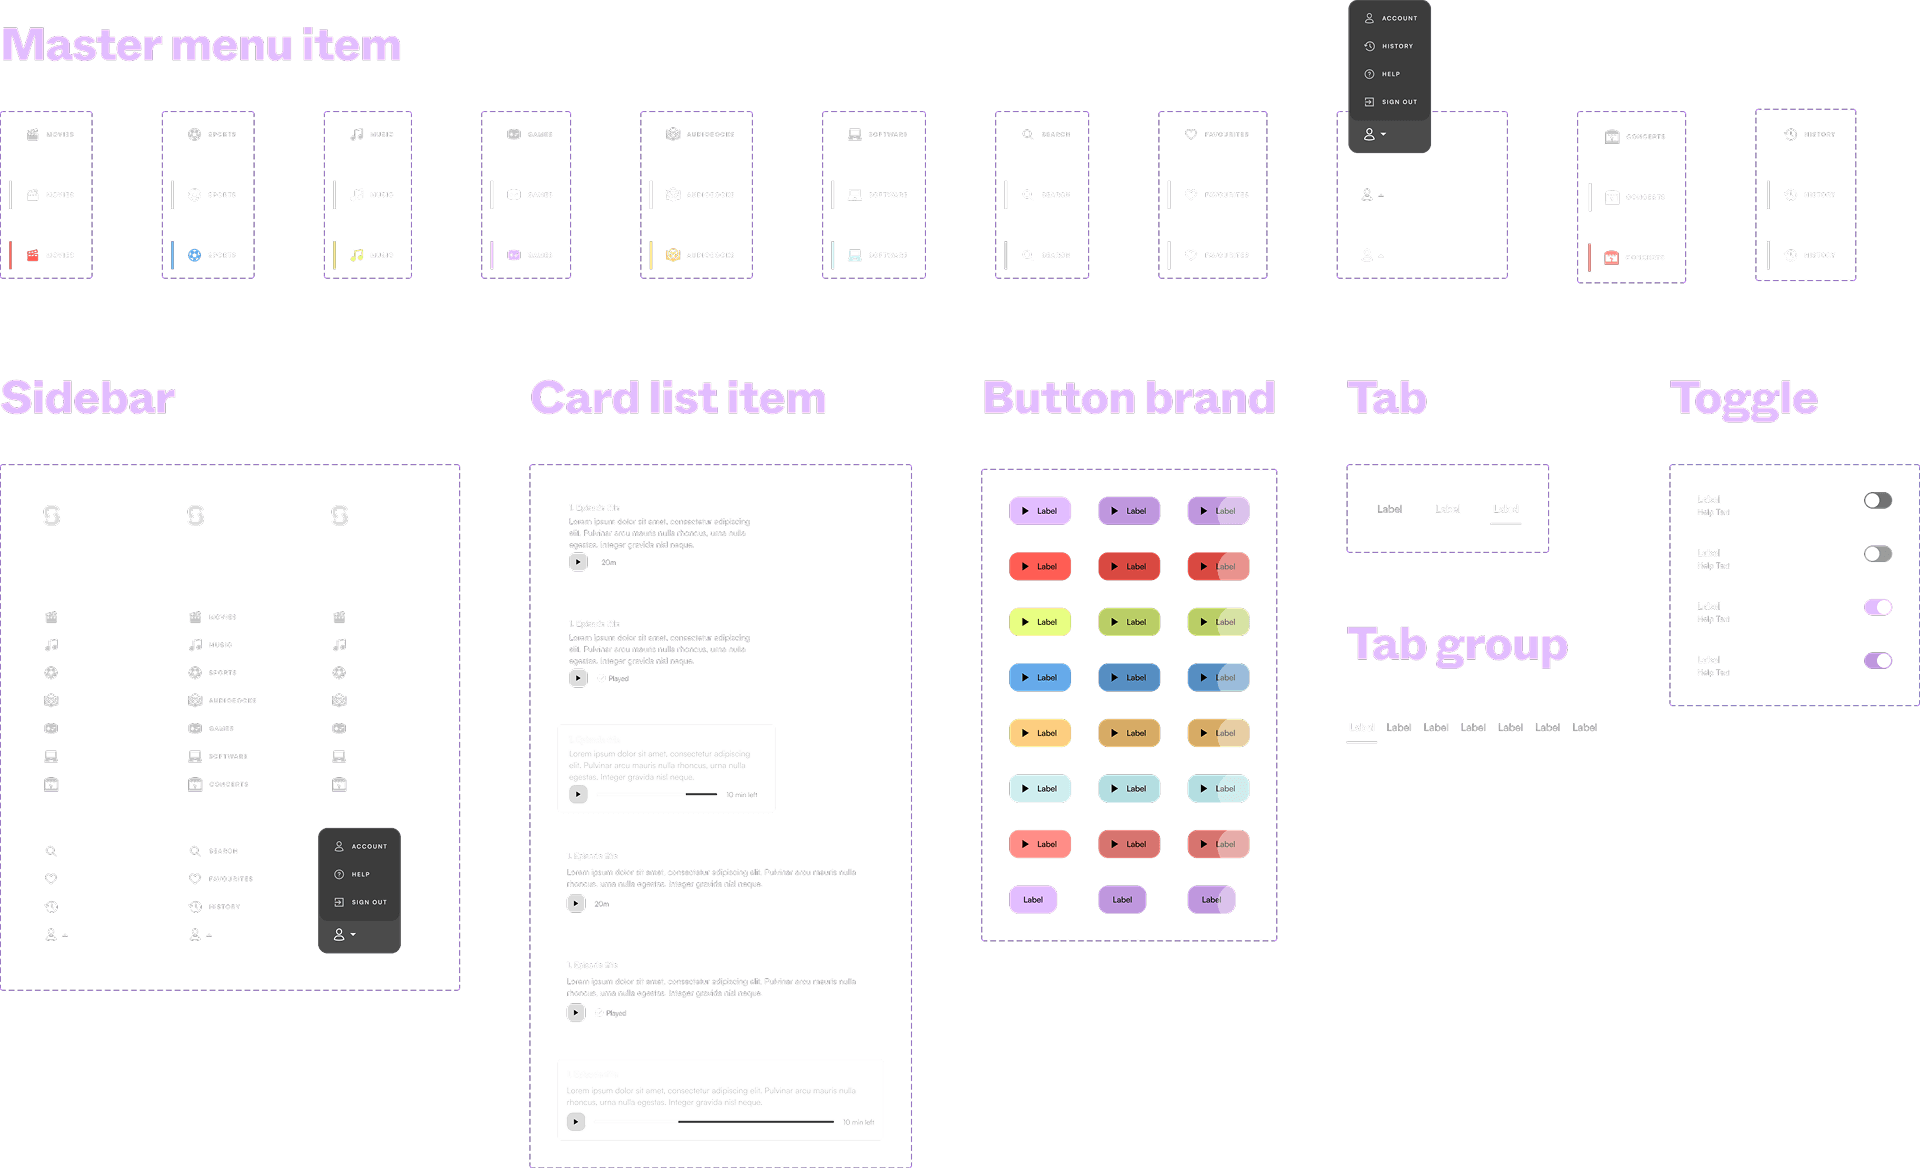 Master menu item
ACCOUNT
HISTORY
HELP
SIGN OUT
MOVIES
SPORTS
MUSIC
GAMES
AUDIOBOOKS
SOFTWARE
SEARCH
FAVOURITES
CONCERTS
HISTORY
MOVIES
SPORTS
MUSIC
GAMES
AUDIOBOOKS
SOFTWARE
SEARCH
FAVOURITES
CONCERTS
HISTORY
MOVIES
SPORTS
MUSIC
GAMES
AUDIOBOOKS
SOFTWARE
SEARCH
FAVOURITES
CONCERTS
HISTORY
Sidebar
S
S
S
MOVIES
MUSIC
SPORTS
AUDIOBOOKS
GAMES
SOFTWARE
CONCERTS
SEARCH
FAVOURITES
HISTORY
ACCOUNT
HELP
SIGN OUT
Card list item
1. Episode title
Lorem ipsum dolor sit amet, consectetur adipiscing
elit. Pulvinar arcu mauris nulla rhoncus, urna nulla
egestas. Integer gravida nisl neque.
20m
1. Episode title
Lorem ipsum dolor sit amet, consectetur adipiscing
elit. Pulvinar arcu mauris nulla rhoncus, urna nulla
egestas. Integer gravida nisl neque.
Played
Lorem ipsum dolor sit amet, consectetur adipiscing
elit. Pulvinar arcu mauris nulla rhoncus, urna nulla
egestas. Integer gravida nisl neque.
10 min left
1. Episode title
Lorem ipsum dolor sit amet, consectetur adipiscing elit. Pulvinar arcu mauris nulla
rhoncus, urna nulla egestas. Integer gravida nisl neque.
20m
1. Episode title
Lorem ipsum dolor sit amet, consectetur adipiscing elit. Pulvinar arcu mauris nulla
rhoncus, urna nulla egestas. Integer gravida nisl neque.
Played
Lorem ipsum dolor sit amet, consectetur adipiscing elit. Pulvinar arcu mauris nulla
rhoncus, urna nulla egestas. Integer gravida nisl neque.
10 min left
Button brand
Label Label Label
Label Label Label
Label Label Label
Label Label Label
Label Label Label
Label Label Label
Label Label Label
Label Label Label
Tab
Label Label Label
Tab group
Label Label Label Label Label Label Label
Toggle
Label
Help Text
Label
Help Text
Label
Help Text
Label
Help Text